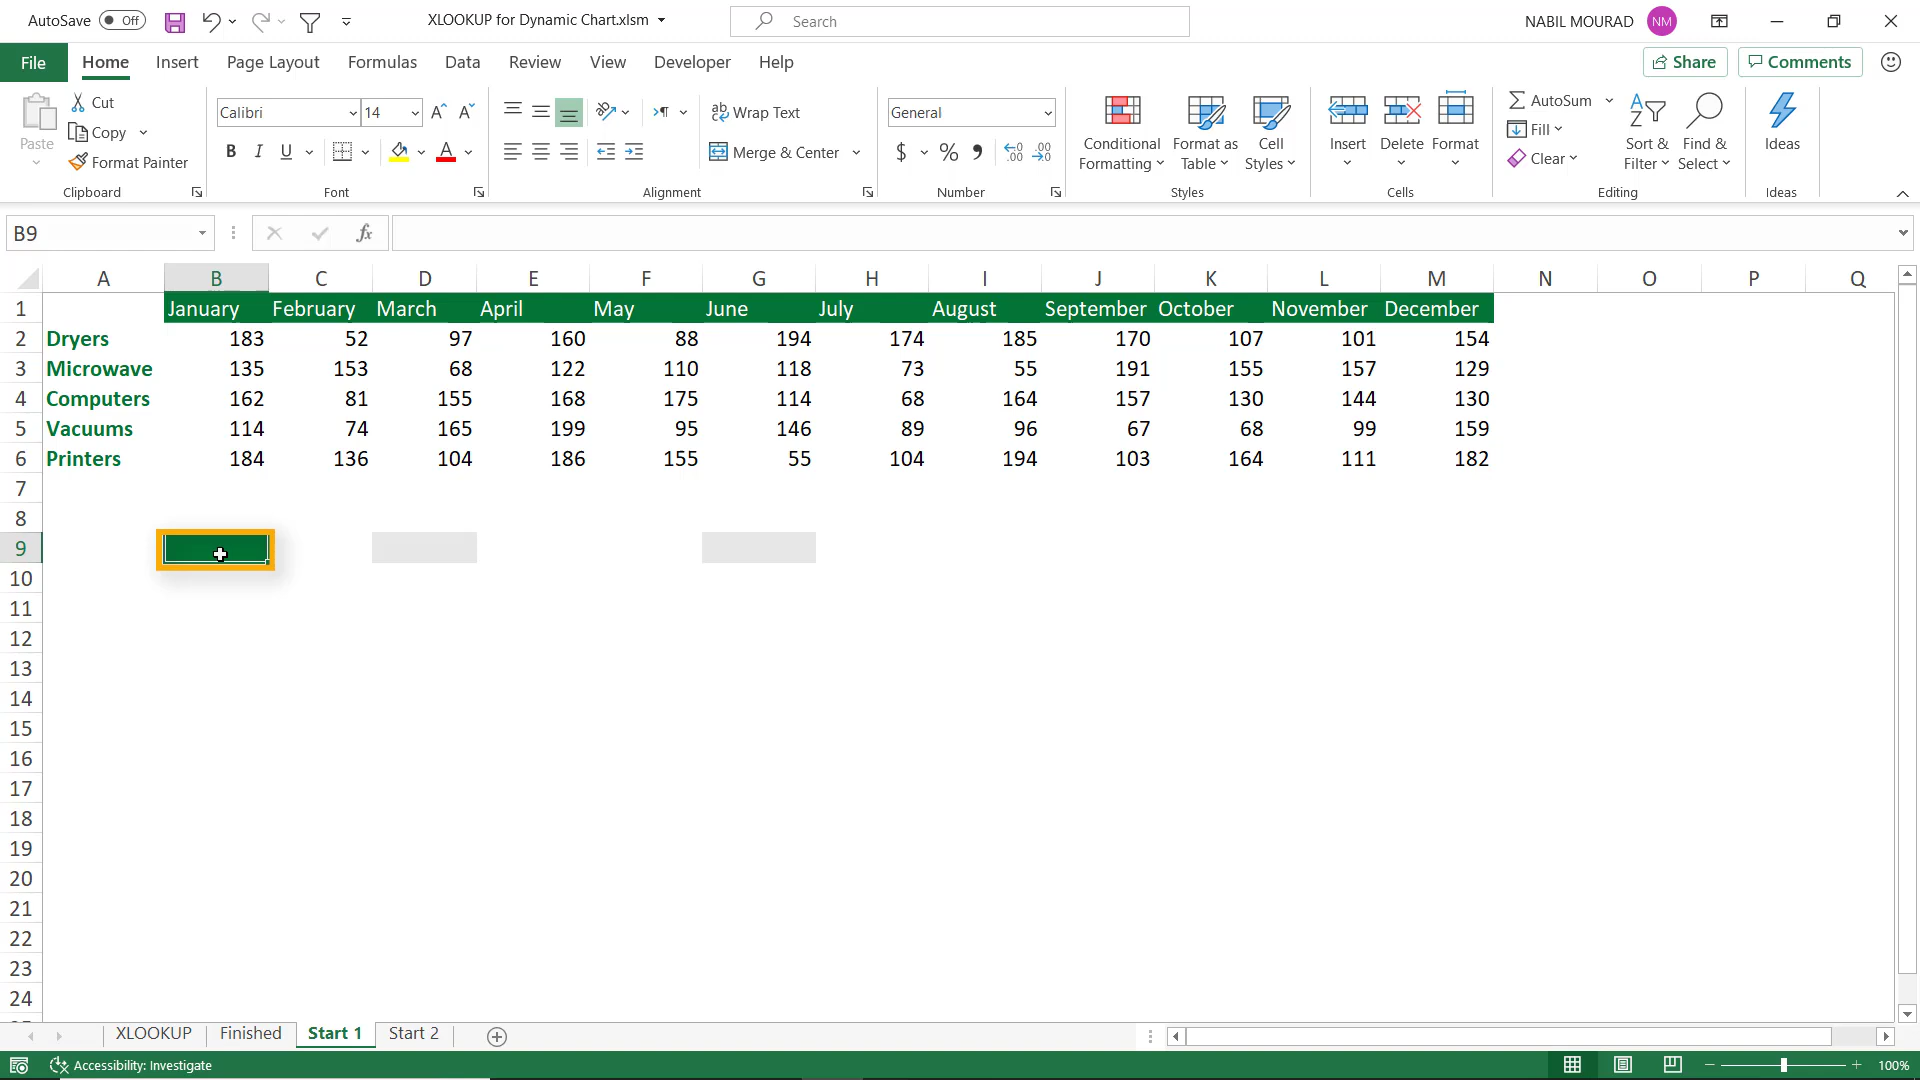 AutoSave Off XLOOKUP for Dynamic Chart.xlsm Search NABIL MOURAD NM
File Home Insert Page Layout Formulas Data Review View Developer Help Share Comments
Paste Cut Copy Format Painter Clipboard
Calibri 14 A A B I U A Font
ab Wrap Text Merge & Center Alignment
General $ % , .00 .00 Number
Conditional Formatting Format as Table Cell Styles Styles
Insert Delete Format Cells
AutoSum Fill Clear Sort & Filter Find & Select Editing
Ideas Ideas
B9 fx
A B C D E F G H I J K L M N O P Q
1 January February March April May June July August September October November December
2 Dryers 183 52 97 160 88 194 174 185 170 107 101 154
3 Microwave 135 153 68 122 110 118 73 55 191 155 157 129
4 Computers 162 81 155 168 175 114 68 164 157 130 144 130
5 Vacuums 114 74 165 199 95 146 89 96 67 68 99 159
6 Printers 184 136 104 186 155 55 104 194 103 164 111 182
7
8
9
10
11
12
13
14
15
16
17
18
19
20
21
22
23
24
XLOOKUP Finished Start 1 Start 2
Accessibility: Investigate 100%